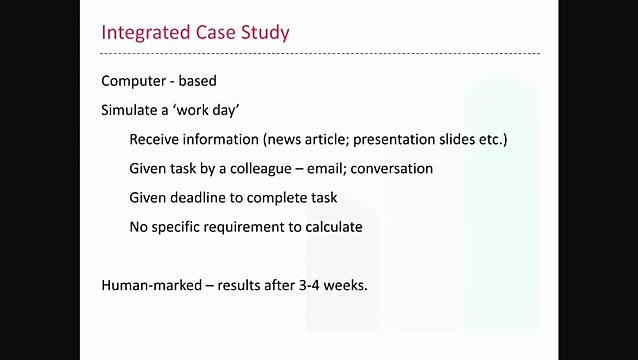 Integrated Case Study
Computer - based
Simulate a ‘work day’
Receive information (news article; presentation slides etc.)
Given task by a colleague – email; conversation
Given deadline to complete task
No specific requirement to calculate
Human-marked – results after 3-4 weeks.